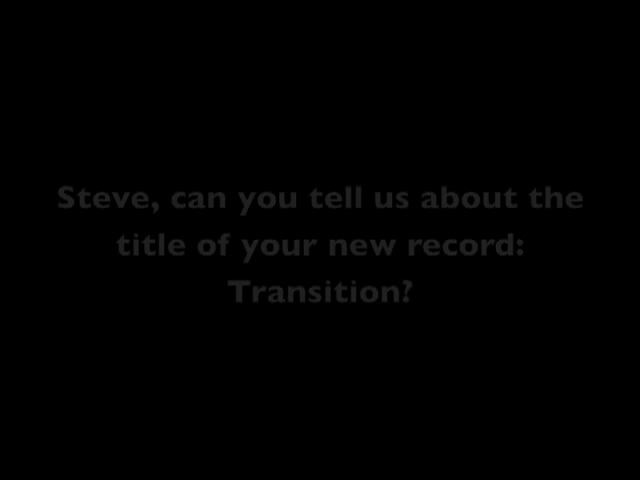 Steve, can you tell us about the
title of your new record:
Transition?